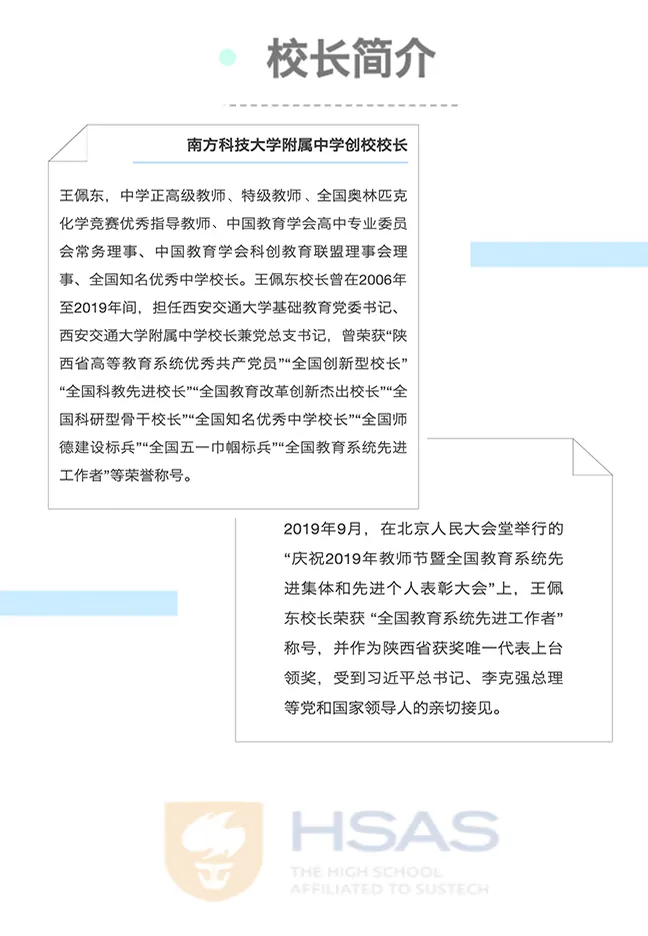 校长简介
南方科技大学附属中学创校校长
王佩东，中学正高级教师、特级教师、全国奥林匹克
化学竞赛优秀指导教师、中国教育学会高中专业委员
会常务理事、中国教育学会科创教育联盟理事会理
事、全国知名优秀中学校长。王佩东校长曾在2006年
至2019年间，担任西安交通大学基础教育党委书记、
西安交通大学附属中学校长兼党总支书记，曾荣获“陕
西省高等教育系统优秀共产党员”“全国创新型校长”
“全国科教先进校长”“全国教育改革创新杰出校长”“全
国科研型骨干校长”“全国知名优秀中学校长”“全国师
德建设标兵”“全国五一巾帼标兵”“全国教育系统先进
工作者”等荣誉称号。
2019年9月，在北京人民大会堂举行的
“庆祝2019年教师节暨全国教育系统先
进集体和先进个人表彰大会”上，王佩
东校长荣获 “全国教育系统先进工作者”
称号，并作为陕西省获奖唯一代表上台
领奖，受到习近平总书记、李克强总理
等党和国家领导人的亲切接见。
HSAS
THE HIGH SCHOOL
AFFILIATED TO SUSTECH